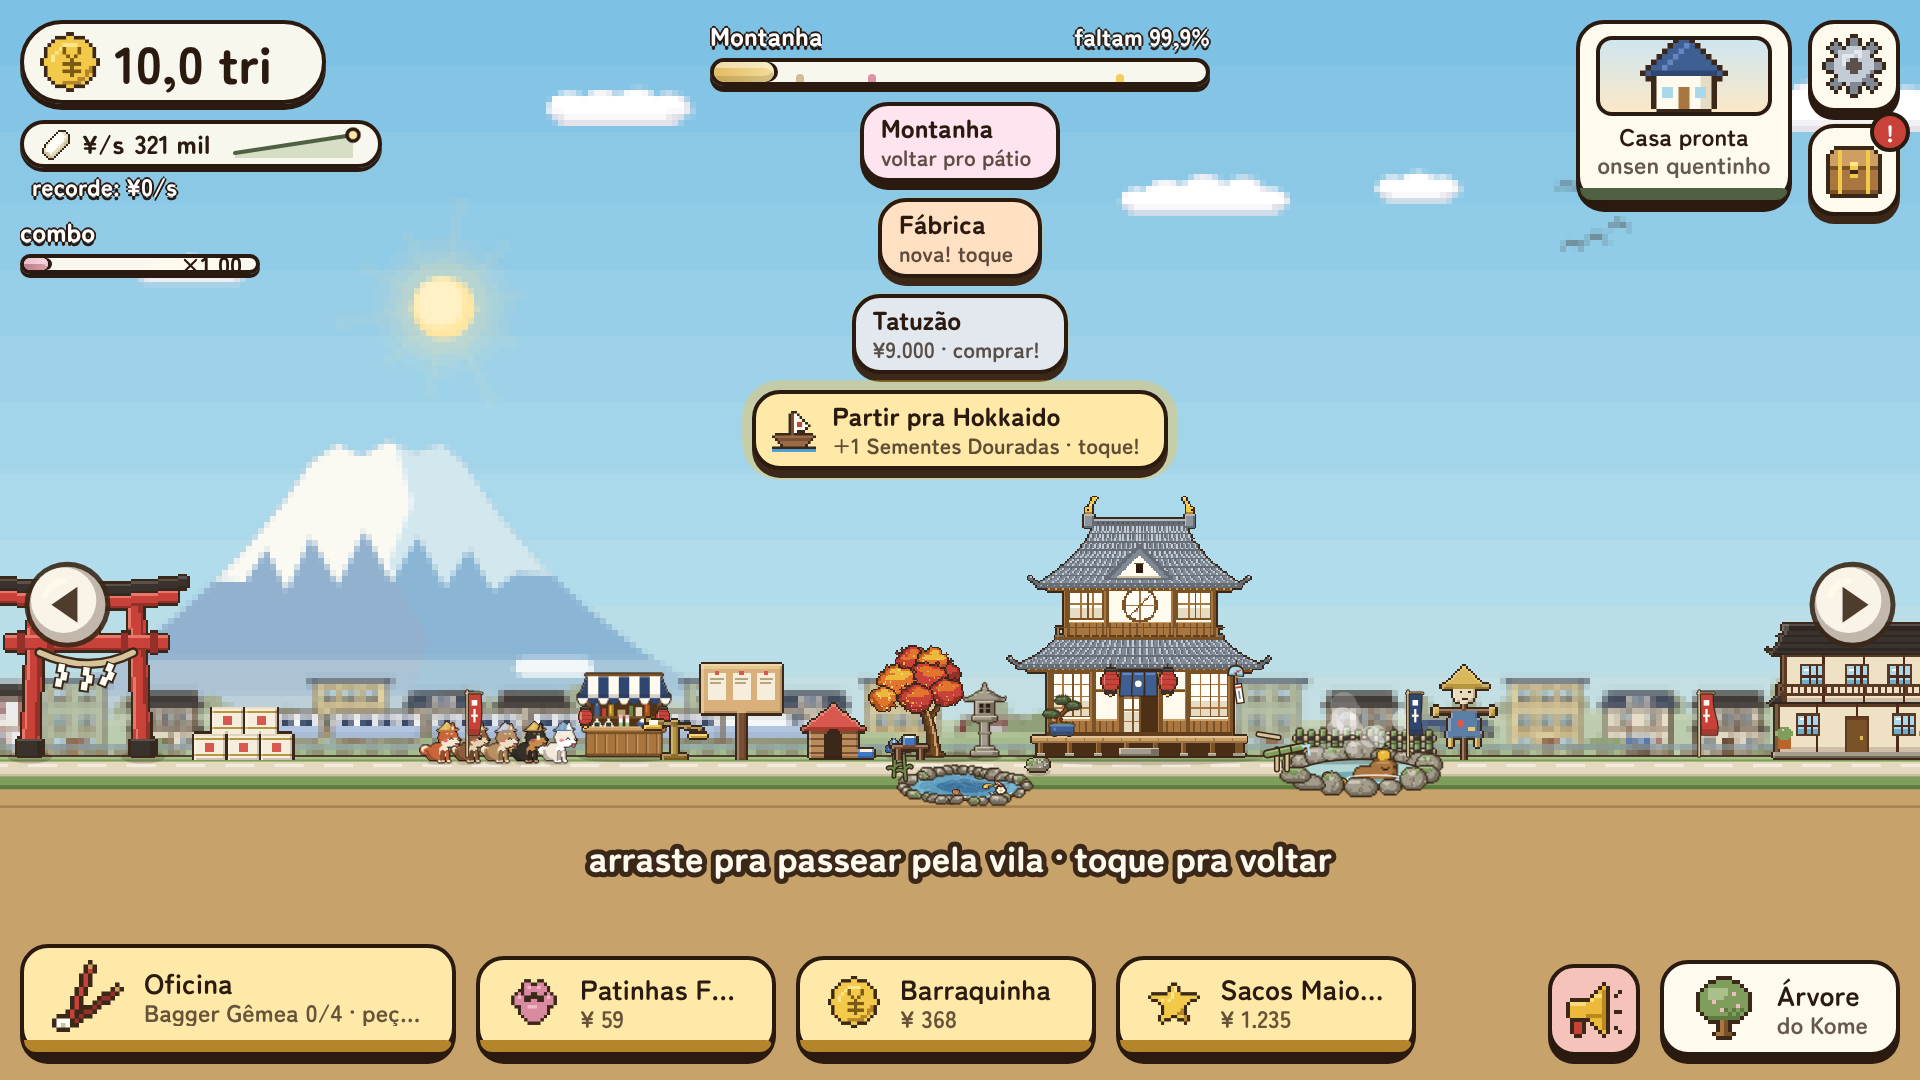 10,0 tri
¥/s 321 mil
recorde: ¥0/s
combo
×1,00
Montanha
faltam 99,9%
Montanha
voltar pro pátio
Fábrica
nova! toque
Tatuzão
¥9.000 · comprar!
Partir pra Hokkaido
+1 Sementes Douradas · toque!
Casa pronta
onsen quentinho
!
arraste pra passear pela vila · toque pra voltar
Oficina
Bagger Gêmea 0/4 · peç...
Patinhas F...
¥ 59
Barraquinha
¥ 368
Sacos Maio...
¥ 1.235
Árvore
do Kome